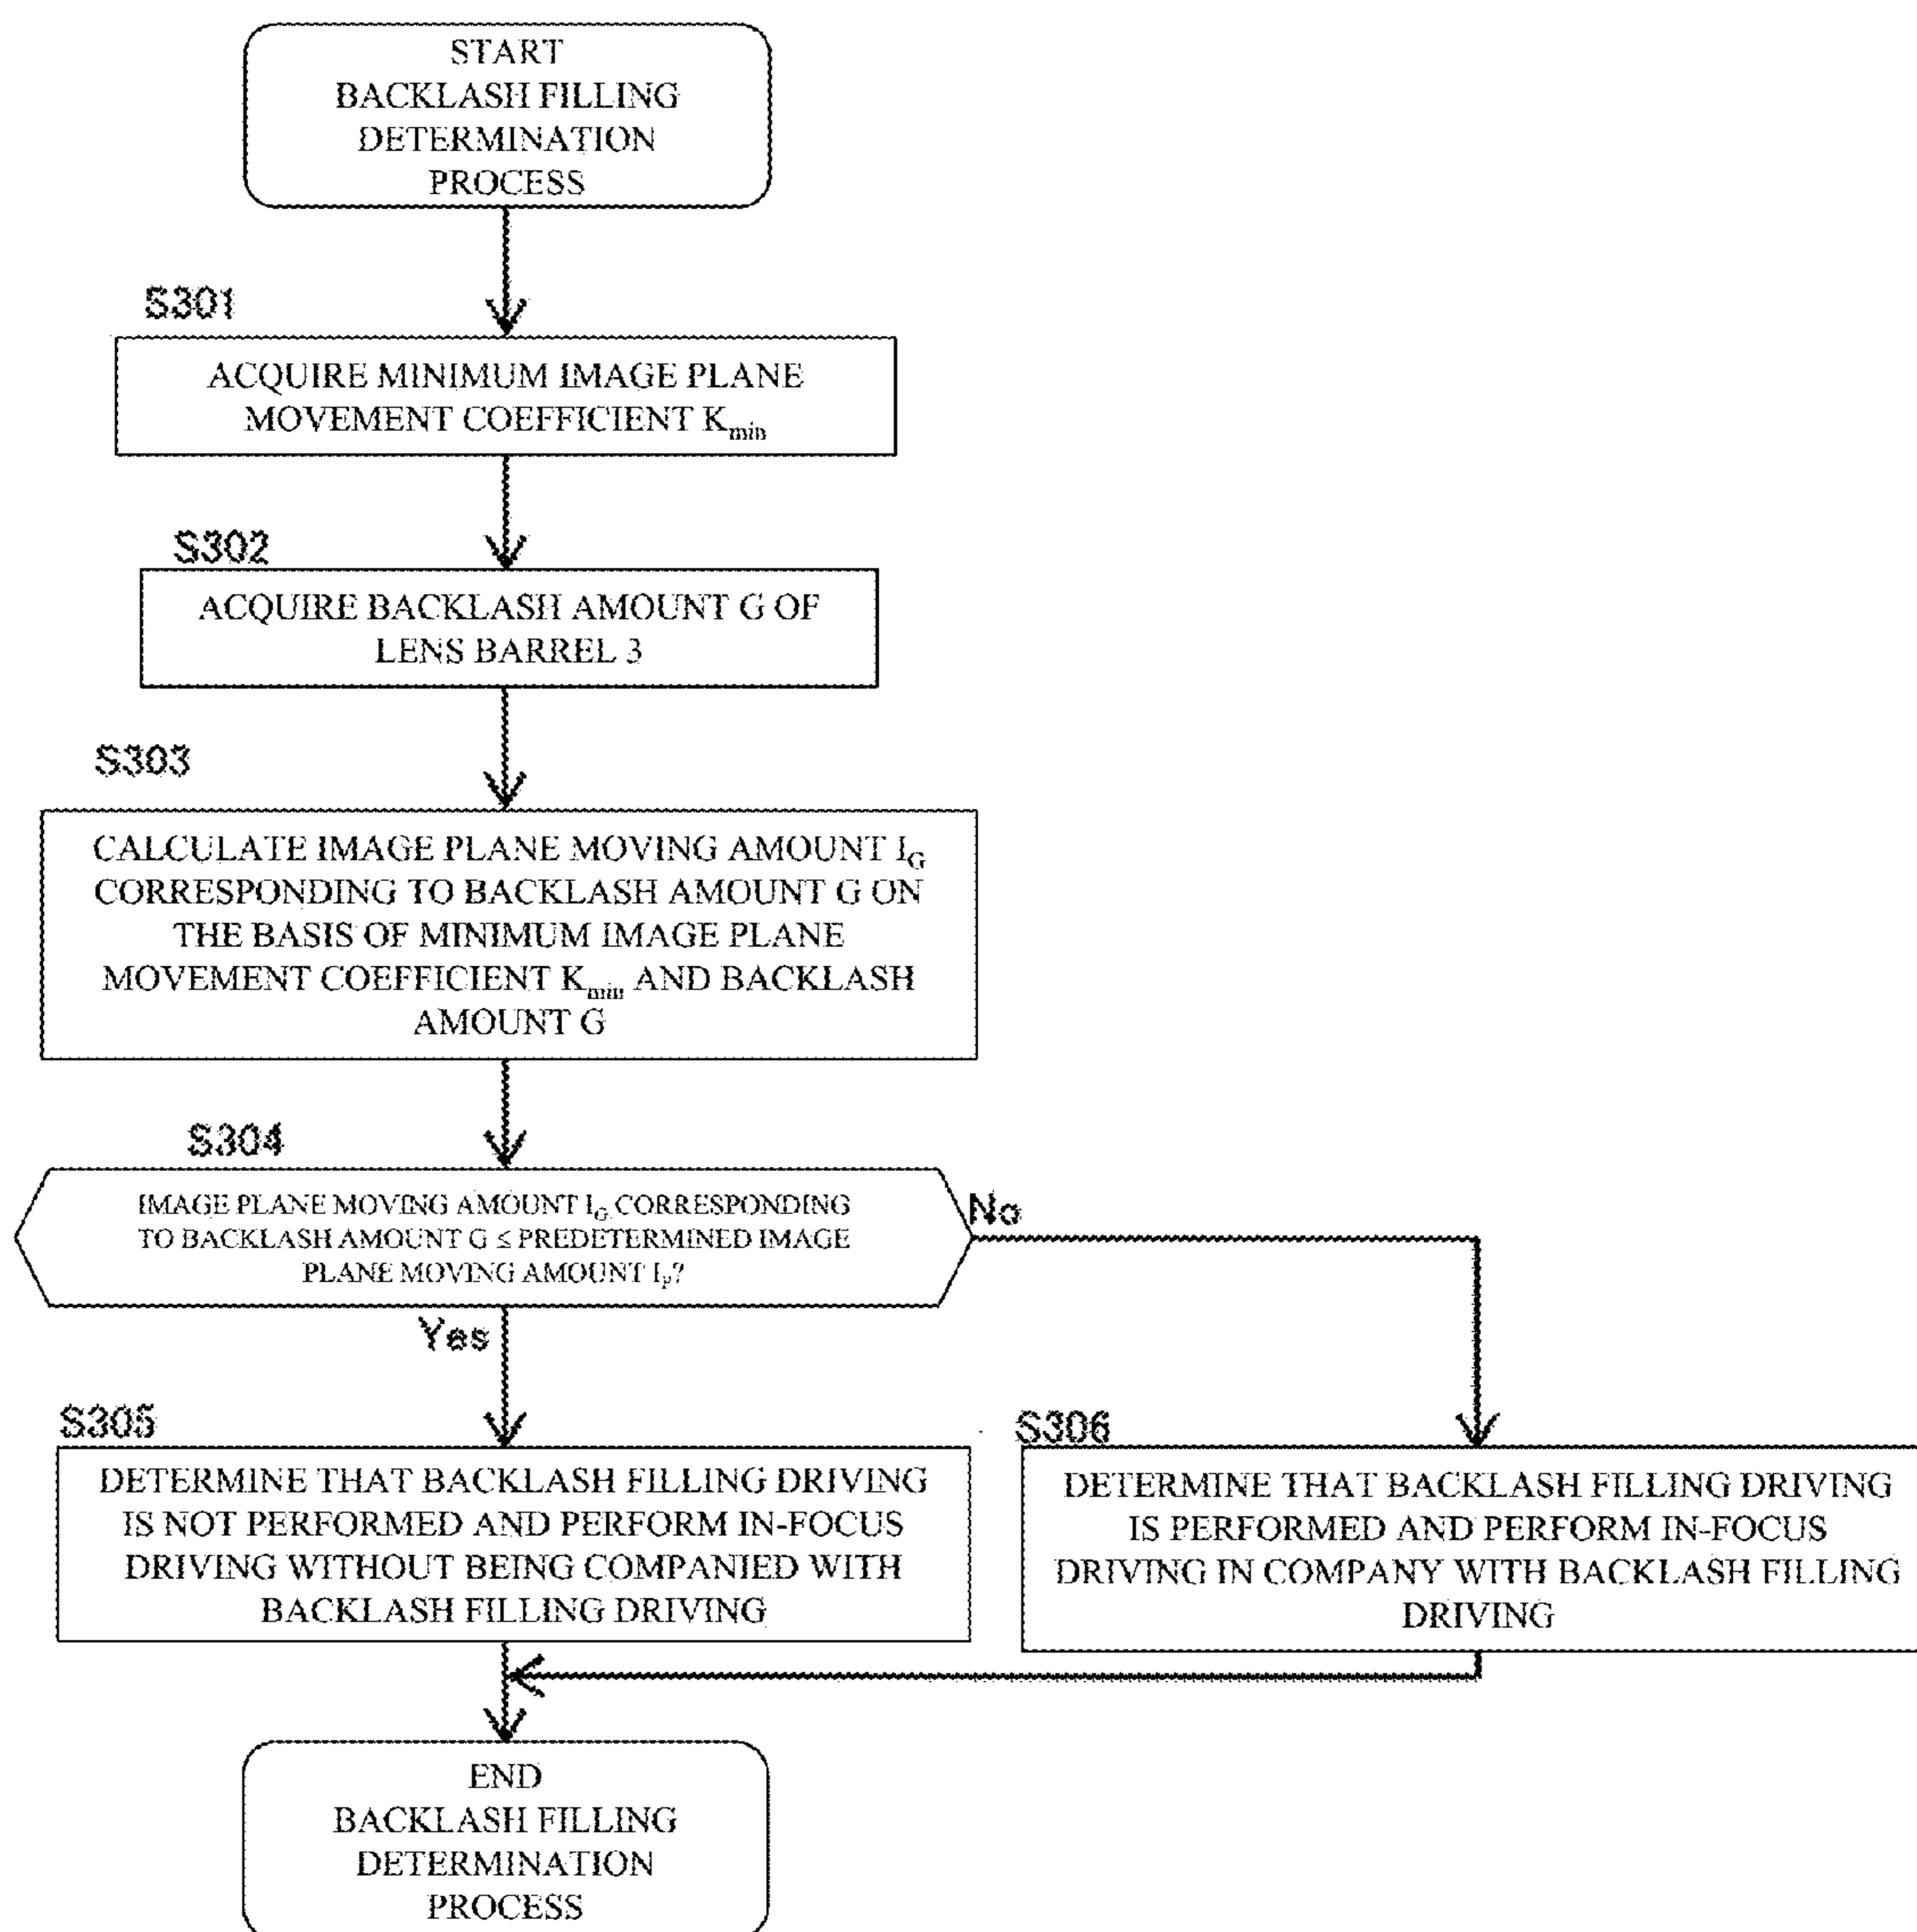 START
BACKLASH FILLING
DETERMINATION
PROCESS
S301
ACQUIRE MINIMUM IMAGE PLANE
MOVEMENT COEFFICIENT Kmin
S302
ACQUIRE BACKLASH AMOUNT G OF
LENS BARREL 3
S303
CALCULATE IMAGE PLANE MOVING AMOUNT IG
CORRESPONDING TO BACKLASH AMOUNT G ON
THE BASIS OF MINIMUM IMAGE PLANE
MOVEMENT COEFFICIENT Kmin AND BACKLASH
AMOUNT G
S304
IMAGE PLANE MOVING AMOUNT IG CORRESPONDING
TO BACKLASH AMOUNT G ≤ PREDETERMINED IMAGE
PLANE MOVING AMOUNT IP?
No
Yes
S305
DETERMINE THAT BACKLASH FILLING DRIVING
IS NOT PERFORMED AND PERFORM IN-FOCUS
DRIVING WITHOUT BEING COMPANIED WITH
BACKLASH FILLING DRIVING
S306
DETERMINE THAT BACKLASH FILLING DRIVING
IS PERFORMED AND PERFORM IN-FOCUS
DRIVING IN COMPANY WITH BACKLASH FILLING
DRIVING
END
BACKLASH FILLING
DETERMINATION
PROCESS